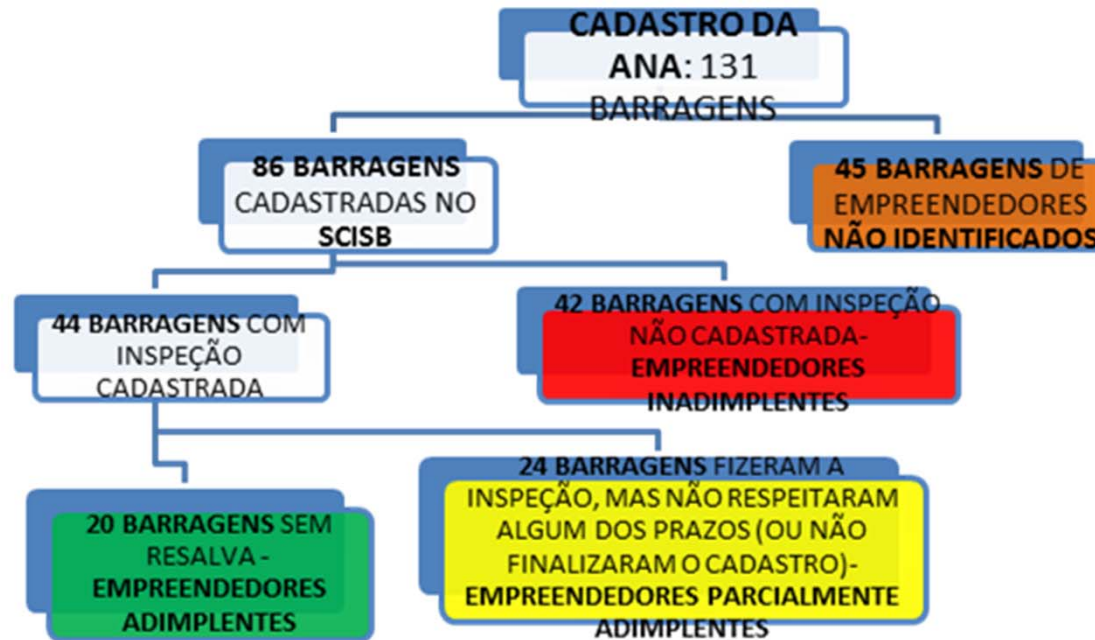 CADASTRO DA
ANA: 131
BARRAGENS
86 BARRAGENS
CADASTRADAS NO
SCISB
45 BARRAGENS DE
EMPREENDEDORES
NÃO IDENTIFICADOS
44 BARRAGENS COM
INSPEÇÃO
CADASTRADA
42 BARRAGENS COM INSPEÇÃO
NÃO CADASTRADA-
EMPREENDEDORES
INADIMPLENTES
20 BARRAGENS SEM
RESALVA -
EMPREENDEDORES
ADIMPLENTES
24 BARRAGENS FIZERAM A
INSPEÇÃO, MAS NÃO RESPEITARAM
ALGUM DOS PRAZOS (OU NÃO
FINALIZARAM O CADASTRO)-
EMPREENDEDORES PARCIALMENTE
ADIMPLENTES